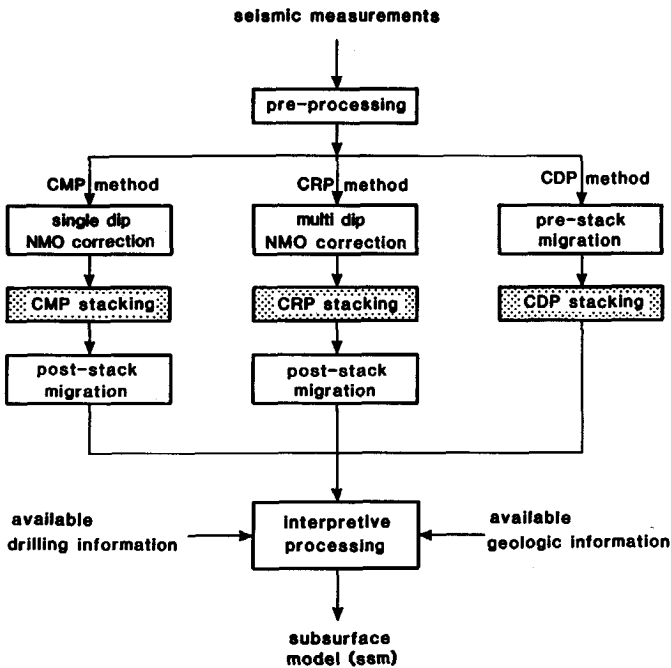 seismic measurements
pre-processing
CMP method
CRP method
CDP method
single dip
NMO correction
multi dip
NMO correction
pre-stack
migration
CMP stacking
CRP stacking
CDP stacking
post-stack
migration
post-stack
migration
available
drilling information
interpretive
processing
available
geologic information
subsurface
model (ssm)